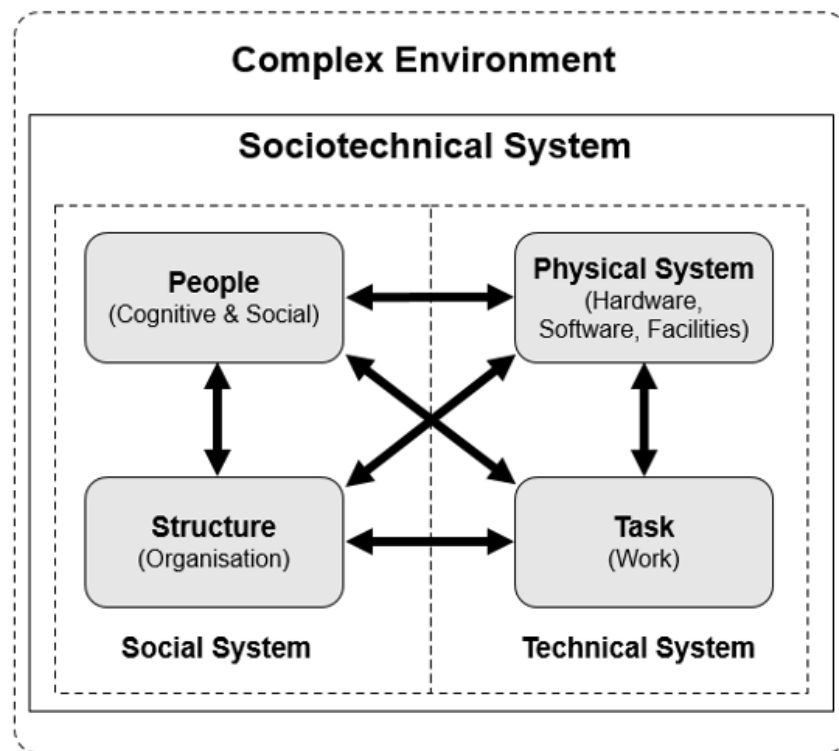 Complex Environment
Sociotechnical System
People
(Cognitive & Social)
Physical System
(Hardware,
Software, Facilities)
Structure
(Organisation)
Task
(Work)
Social System
Technical System